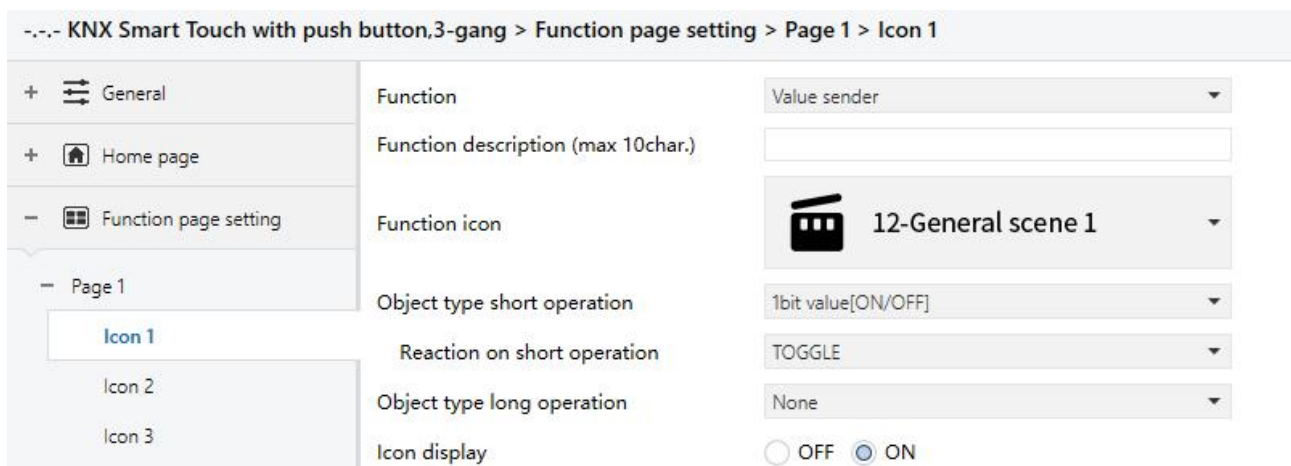 -.-.- KNX Smart Touch with push button,3-gang > Function page setting > Page 1 > Icon 1
+ General
+ Home page
− Function page setting
− Page 1
Icon 1
Icon 2
Icon 3
Function Value sender
Function description (max 10char.)
Function icon 12-General scene 1
Object type short operation 1bit value[ON/OFF]
Reaction on short operation TOGGLE
Object type long operation None
Icon display OFF ON